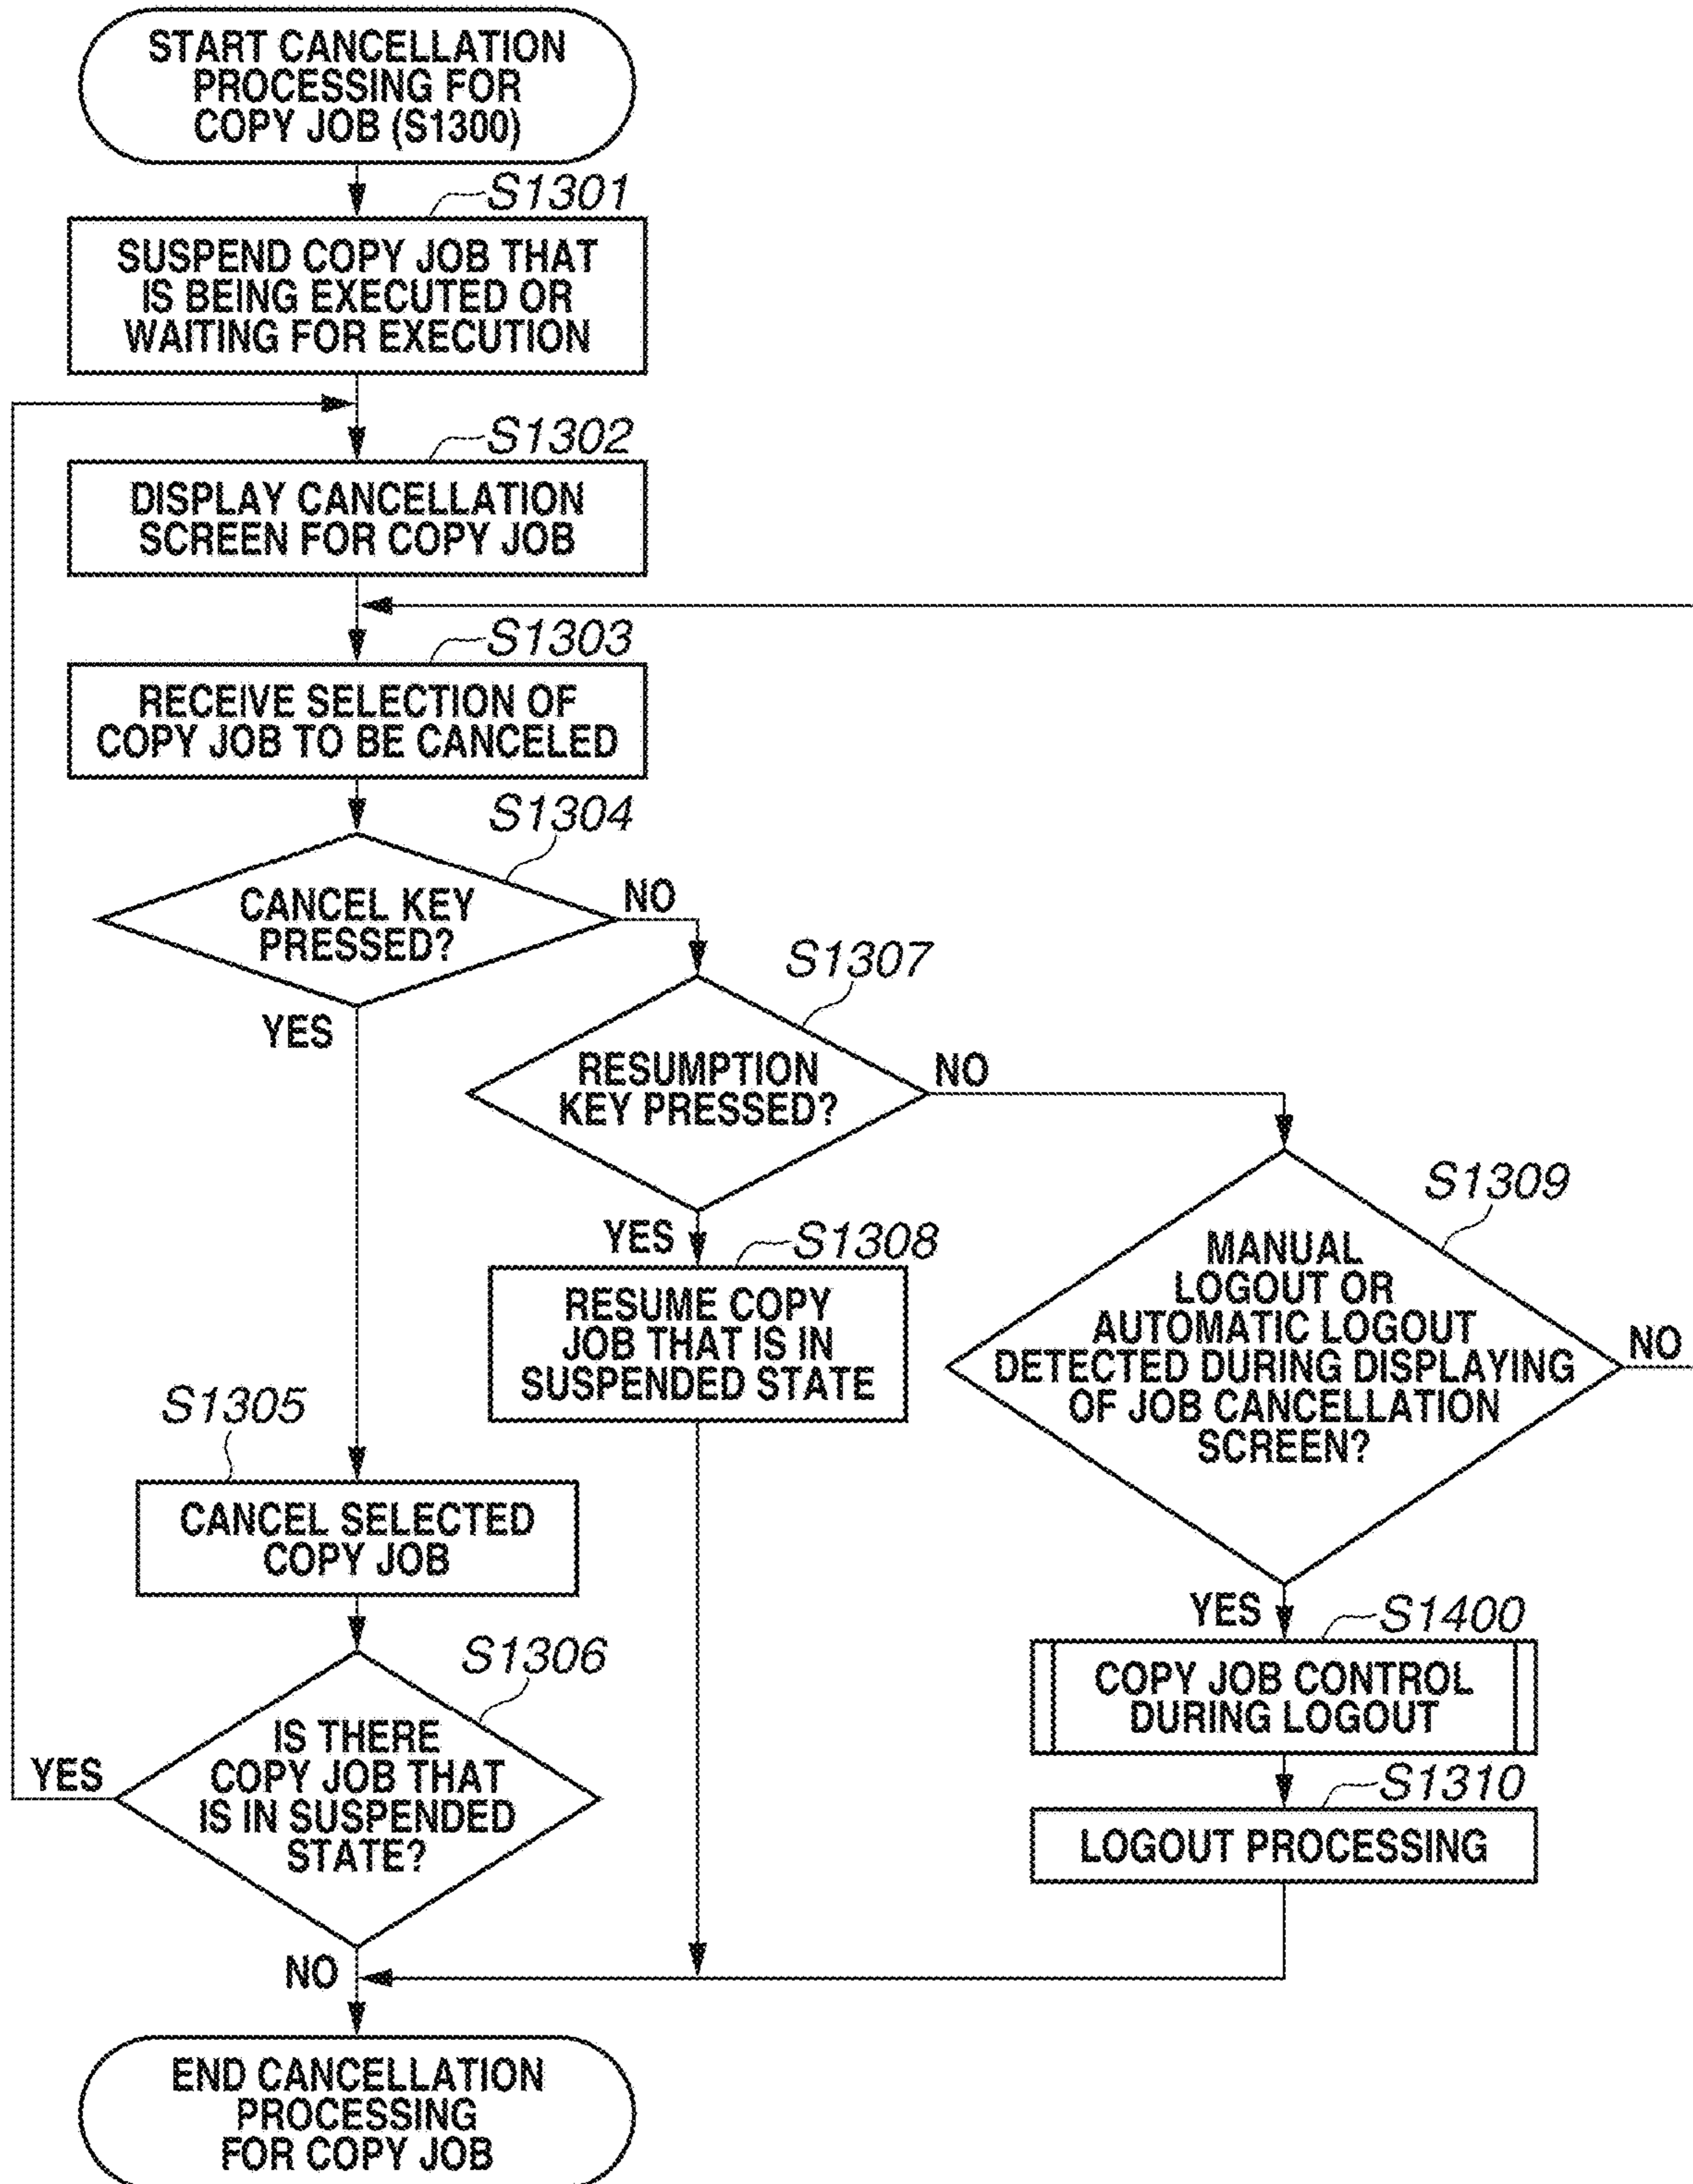 START CANCELLATION
PROCESSING FOR
COPY JOB (S1300)
S1301
SUSPEND COPY JOB THAT
IS BEING EXECUTED OR
WAITING FOR EXECUTION
S1302
DISPLAY CANCELLATION
SCREEN FOR COPY JOB
S1303
RECEIVE SELECTION OF
COPY JOB TO BE CANCELED
S1304
CANCEL KEY
PRESSED?
NO
YES
S1307
RESUMPTION
KEY PRESSED?
NO
YES
S1308
RESUME COPY
JOB THAT IS IN
SUSPENDED STATE
S1309
MANUAL
LOGOUT OR
AUTOMATIC LOGOUT
DETECTED DURING DISPLAYING
OF JOB CANCELLATION
SCREEN?
NO
YES
S1305
CANCEL SELECTED
COPY JOB
S1306
IS THERE
COPY JOB THAT
IS IN SUSPENDED
STATE?
YES
NO
S1400
COPY JOB CONTROL
DURING LOGOUT
S1310
LOGOUT PROCESSING
END CANCELLATION
PROCESSING
FOR COPY JOB